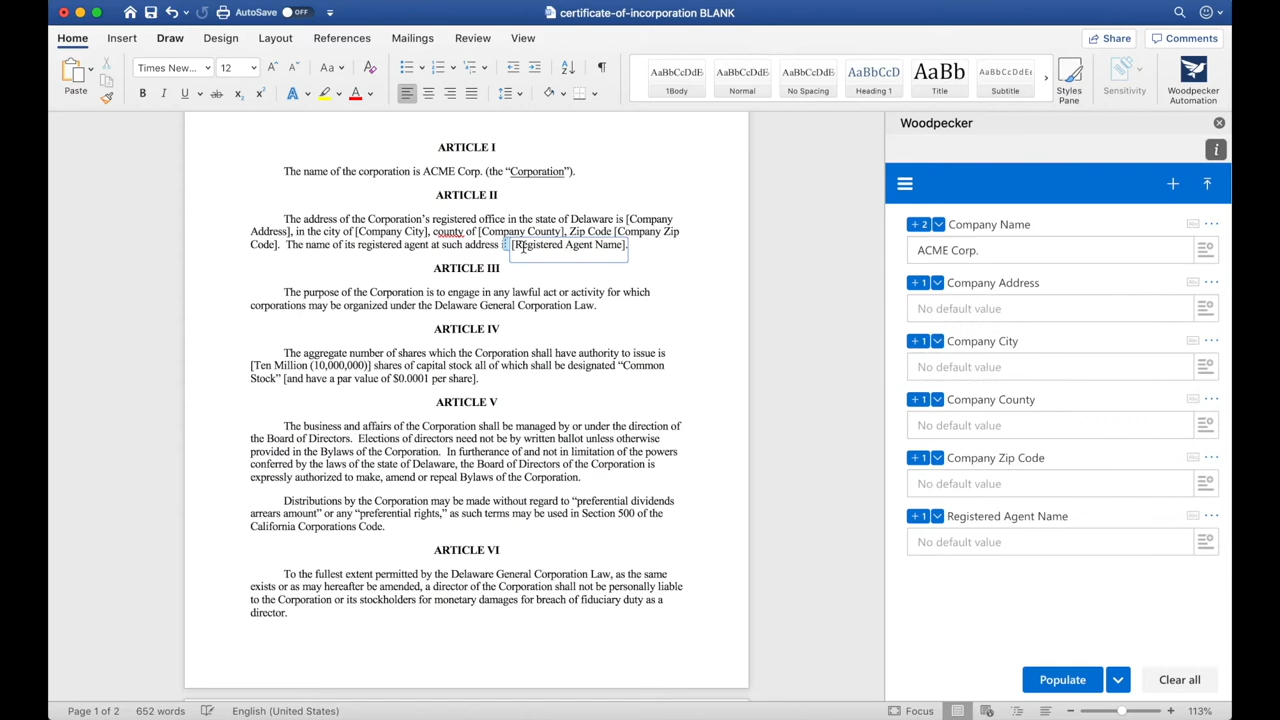 AutoSave OFF
certificate-of-incorporation BLANK
Home Insert Draw Design Layout References Mailings Review View
Share Comments
Paste
Times New... 12
AaBbCcDdE AaBbCcDdE AaBbCcDdE AaBbCcD AaBb AaBbCcDdE
1Body Normal No Spacing Heading 1 Title Subtitle
Styles Pane
Sensitivity
Woodpecker Automation
ARTICLE I
The name of the corporation is ACME Corp. (the “Corporation”).
ARTICLE II
The address of the Corporation’s registered office in the state of Delaware is [Company
Address], in the city of [Company City], county of [Company County], Zip Code [Company Zip
Code]. The name of its registered agent at such address [Registered Agent Name].
ARTICLE III
The purpose of the Corporation is to engage in any lawful act or activity for which
corporations may be organized under the Delaware General Corporation Law.
ARTICLE IV
The aggregate number of shares which the Corporation shall have authority to issue is
[Ten Million (10,000,000)] shares of capital stock all of which shall be designated “Common
Stock” [and have a par value of $0.0001 per share].
ARTICLE V
The business and affairs of the Corporation shall be managed by or under the direction of
the Board of Directors. Elections of directors need not be by written ballot unless otherwise
provided in the Bylaws of the Corporation. In furtherance of and not in limitation of the powers
conferred by the laws of the state of Delaware, the Board of Directors of the Corporation is
expressly authorized to make, amend or repeal Bylaws of the Corporation.
Distributions by the Corporation may be made without regard to “preferential dividends
arrears amount” or any “preferential rights,” as such terms may be used in Section 500 of the
California Corporations Code.
ARTICLE VI
To the fullest extent permitted by the Delaware General Corporation Law, as the same
exists or as may hereafter be amended, a director of the Corporation shall not be personally liable
to the Corporation or its stockholders for monetary damages for breach of fiduciary duty as a
director.
Woodpecker
+ 2 Company Name
ACME Corp.
+ 1 Company Address
No default value
+ 1 Company City
No default value
+ 1 Company County
No default value
+ 1 Company Zip Code
No default value
+ 1 Registered Agent Name
No default value
Populate Clear all
Page 1 of 2 652 words English (United States) Focus 113%